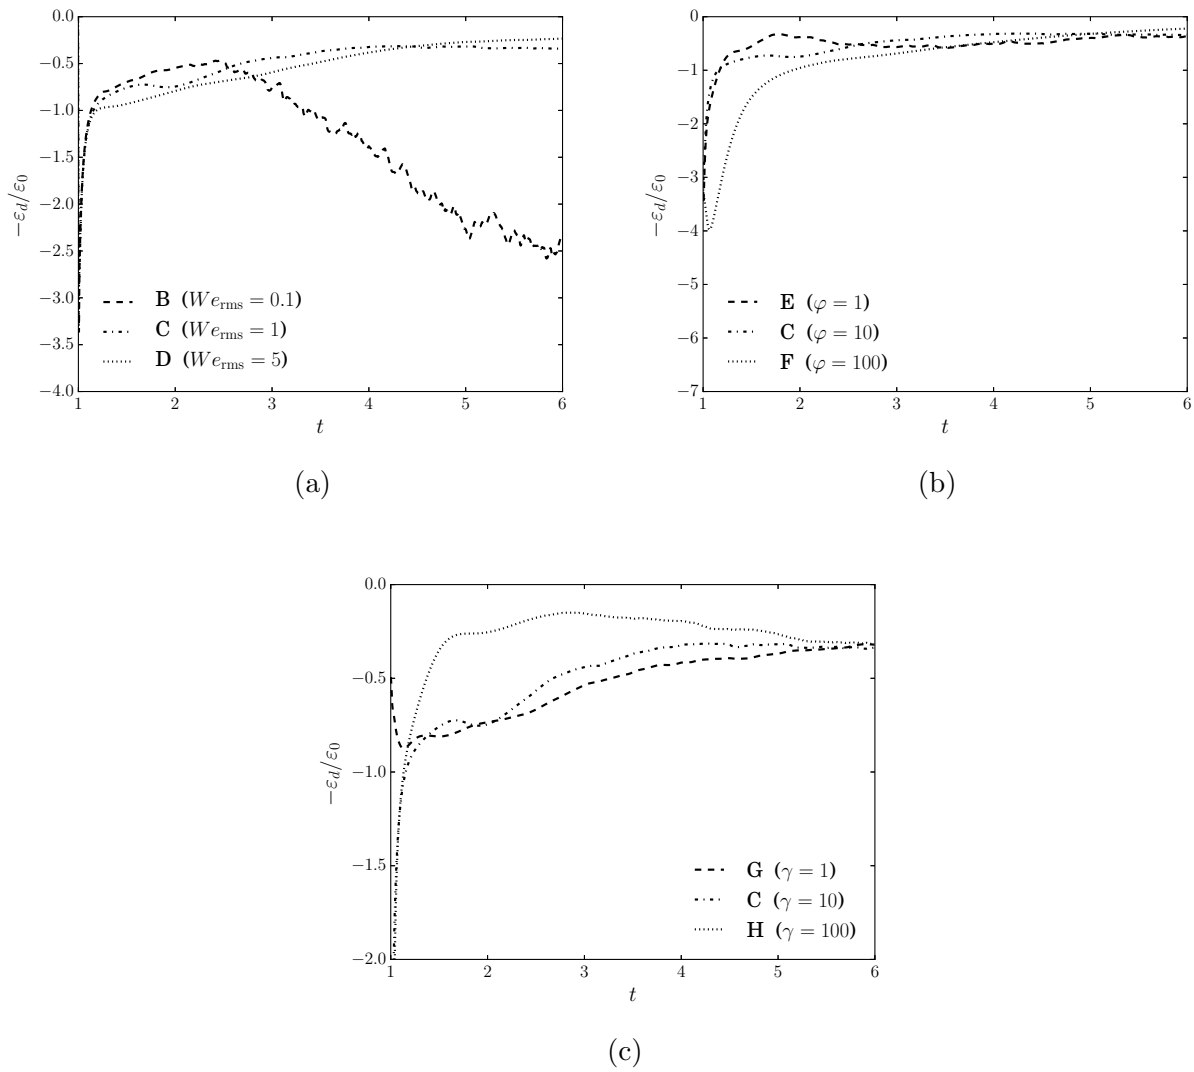 0.0
−0.5
−1.0
−1.5
−2.0
−2.5
−3.0
−3.5
−4.0
−ε_d/ε_0
B (We_rms = 0.1)
C (We_rms = 1)
D (We_rms = 5)
1 2 3 4 5 6
t
(a)
0
−1
−2
−3
−4
−5
−6
−7
−ε_d/ε_0
E (φ = 1)
C (φ = 10)
F (φ = 100)
1 2 3 4 5 6
t
(b)
0.0
−0.5
−1.0
−1.5
−2.0
−ε_d/ε_0
G (γ = 1)
C (γ = 10)
H (γ = 100)
1 2 3 4 5 6
t
(c)